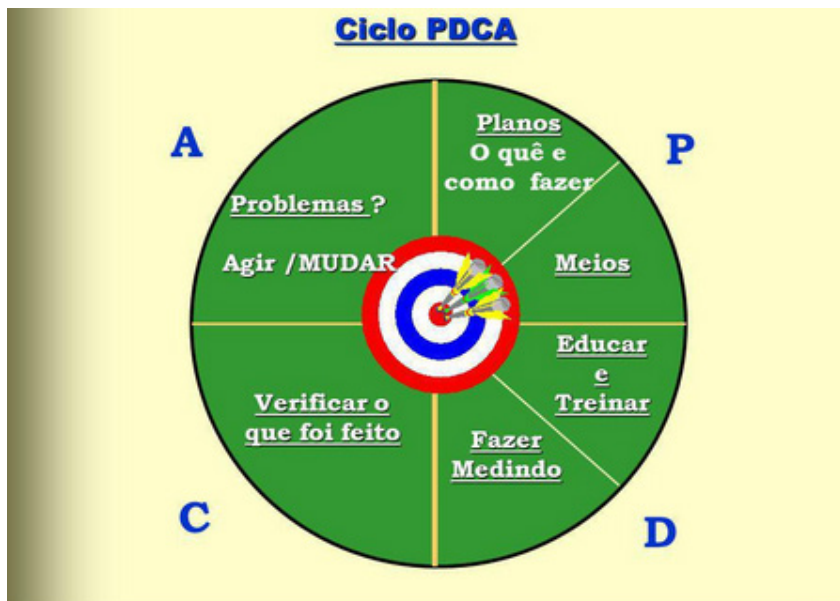 Ciclo PDCA
A
P
Planos
O quê e
como fazer
Problemas ?
Agir /MUDAR
Meios
Educar
e
Treinar
Verificar o
que foi feito
Fazer
Medindo
C
D